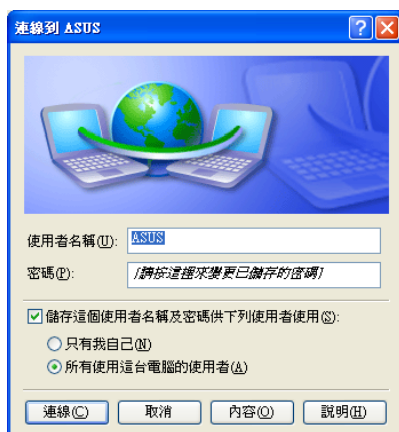 連線到 ASUS
使用者名稱(U): ASUS
密碼(P): [請按這裡來變更已儲存的密碼]
儲存這個使用者名稱及密碼供下列使用者使用(S):
只有我自己(N)
所有使用這台電腦的使用者(A)
連線(C) 取消 內容(O) 說明(H)